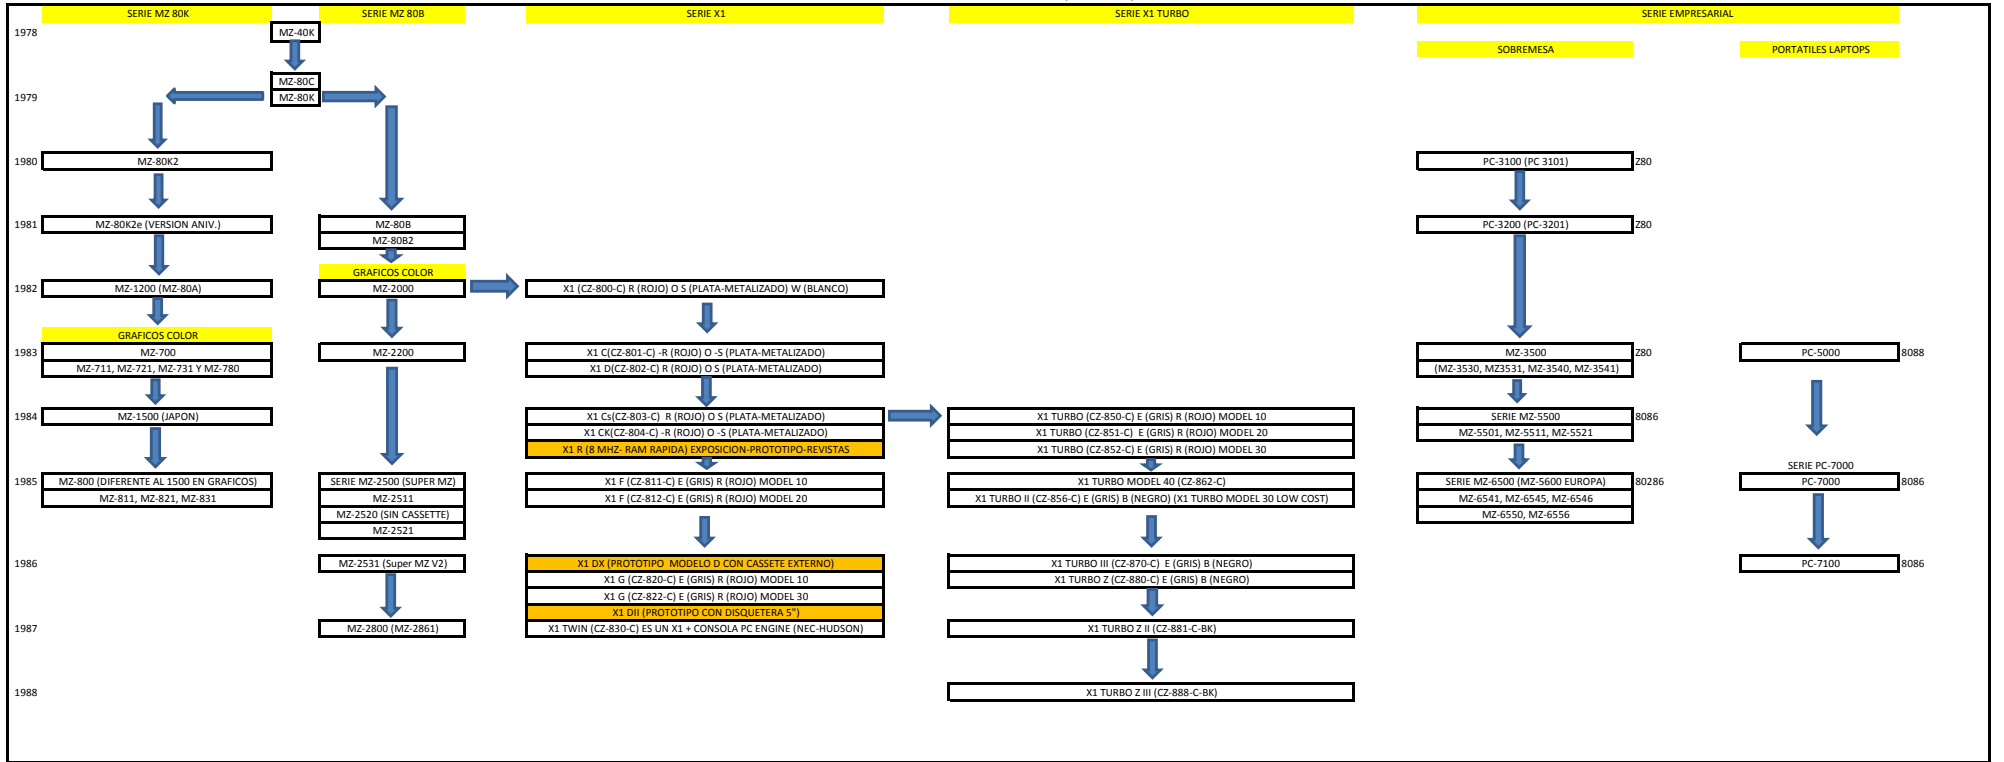 SERIE MZ 80K
SERIE MZ 80B
SERIE X1
SERIE X1 TURBO
SERIE EMPRESARIAL
1978
MZ-40K
SOBREMESA
PORTATILES LAPTOPS
MZ-80C
1979
MZ-80K
1980
MZ-80K2
PC-3100 (PC 3101)
Z80
1981
MZ-80K2e (VERSION ANIV.)
MZ-80B
PC-3200 (PC-3201)
Z80
MZ-80B2
GRAFICOS COLOR
1982
MZ-1200 (MZ-80A)
MZ-2000
X1 (CZ-800-C) R (ROJO) O S (PLATA-METALIZADO) W (BLANCO)
GRAFICOS COLOR
1983
MZ-700
MZ-2200
X1 C(CZ-801-C) -R (ROJO) O -S (PLATA-METALIZADO)
MZ-3500
Z80
PC-5000
8088
MZ-711, MZ-721, MZ-731 Y MZ-780
X1 D(CZ-802-C) R (ROJO) O S (PLATA-METALIZADO)
(MZ-3530, MZ3531, MZ-3540, MZ-3541)
1984
MZ-1500 (JAPON)
X1 Cs(CZ-803-C) R (ROJO) O S (PLATA-METALIZADO)
X1 TURBO (CZ-850-C) E (GRIS) R (ROJO) MODEL 10
SERIE MZ-5500
8086
X1 CK(CZ-804-C) -R (ROJO) O -S (PLATA-METALIZADO)
X1 TURBO (CZ-851-C) E (GRIS) R (ROJO) MODEL 20
MZ-5501, MZ-5511, MZ-5521
X1 R (8 MHZ- RAM RAPIDA) EXPOSICION-PROTOTIPO-REVISTAS
X1 TURBO (CZ-852-C) E (GRIS) R (ROJO) MODEL 30
SERIE PC-7000
1985
MZ-800 (DIFERENTE AL 1500 EN GRAFICOS)
SERIE MZ-2500 (SUPER MZ)
X1 F (CZ-811-C) E (GRIS) R (ROJO) MODEL 10
X1 TURBO MODEL 40 (CZ-862-C)
SERIE MZ-6500 (MZ-5600 EUROPA)
80286
PC-7000
8086
MZ-811, MZ-821, MZ-831
MZ-2511
X1 F (CZ-812-C) E (GRIS) R (ROJO) MODEL 20
X1 TURBO II (CZ-856-C) E (GRIS) B (NEGRO) (X1 TURBO MODEL 30 LOW COST)
MZ-6541, MZ-6545, MZ-6546
MZ-2520 (SIN CASSETTE)
MZ-6550, MZ-6556
MZ-2521
1986
MZ-2531 (Super MZ V2)
X1 DX (PROTOTIPO MODELO D CON CASSETE EXTERNO)
X1 TURBO III (CZ-870-C) E (GRIS) B (NEGRO)
PC-7100
8086
X1 G (CZ-820-C) E (GRIS) R (ROJO) MODEL 10
X1 TURBO Z (CZ-880-C) E (GRIS) B (NEGRO)
X1 G (CZ-822-C) E (GRIS) R (ROJO) MODEL 30
X1 DII (PROTOTIPO CON DISQUETERA 5")
1987
MZ-2800 (MZ-2861)
X1 TWIN (CZ-830-C) ES UN X1 + CONSOLA PC ENGINE (NEC-HUDSON)
X1 TURBO Z II (CZ-881-C-BK)
1988
X1 TURBO Z III (CZ-888-C-BK)